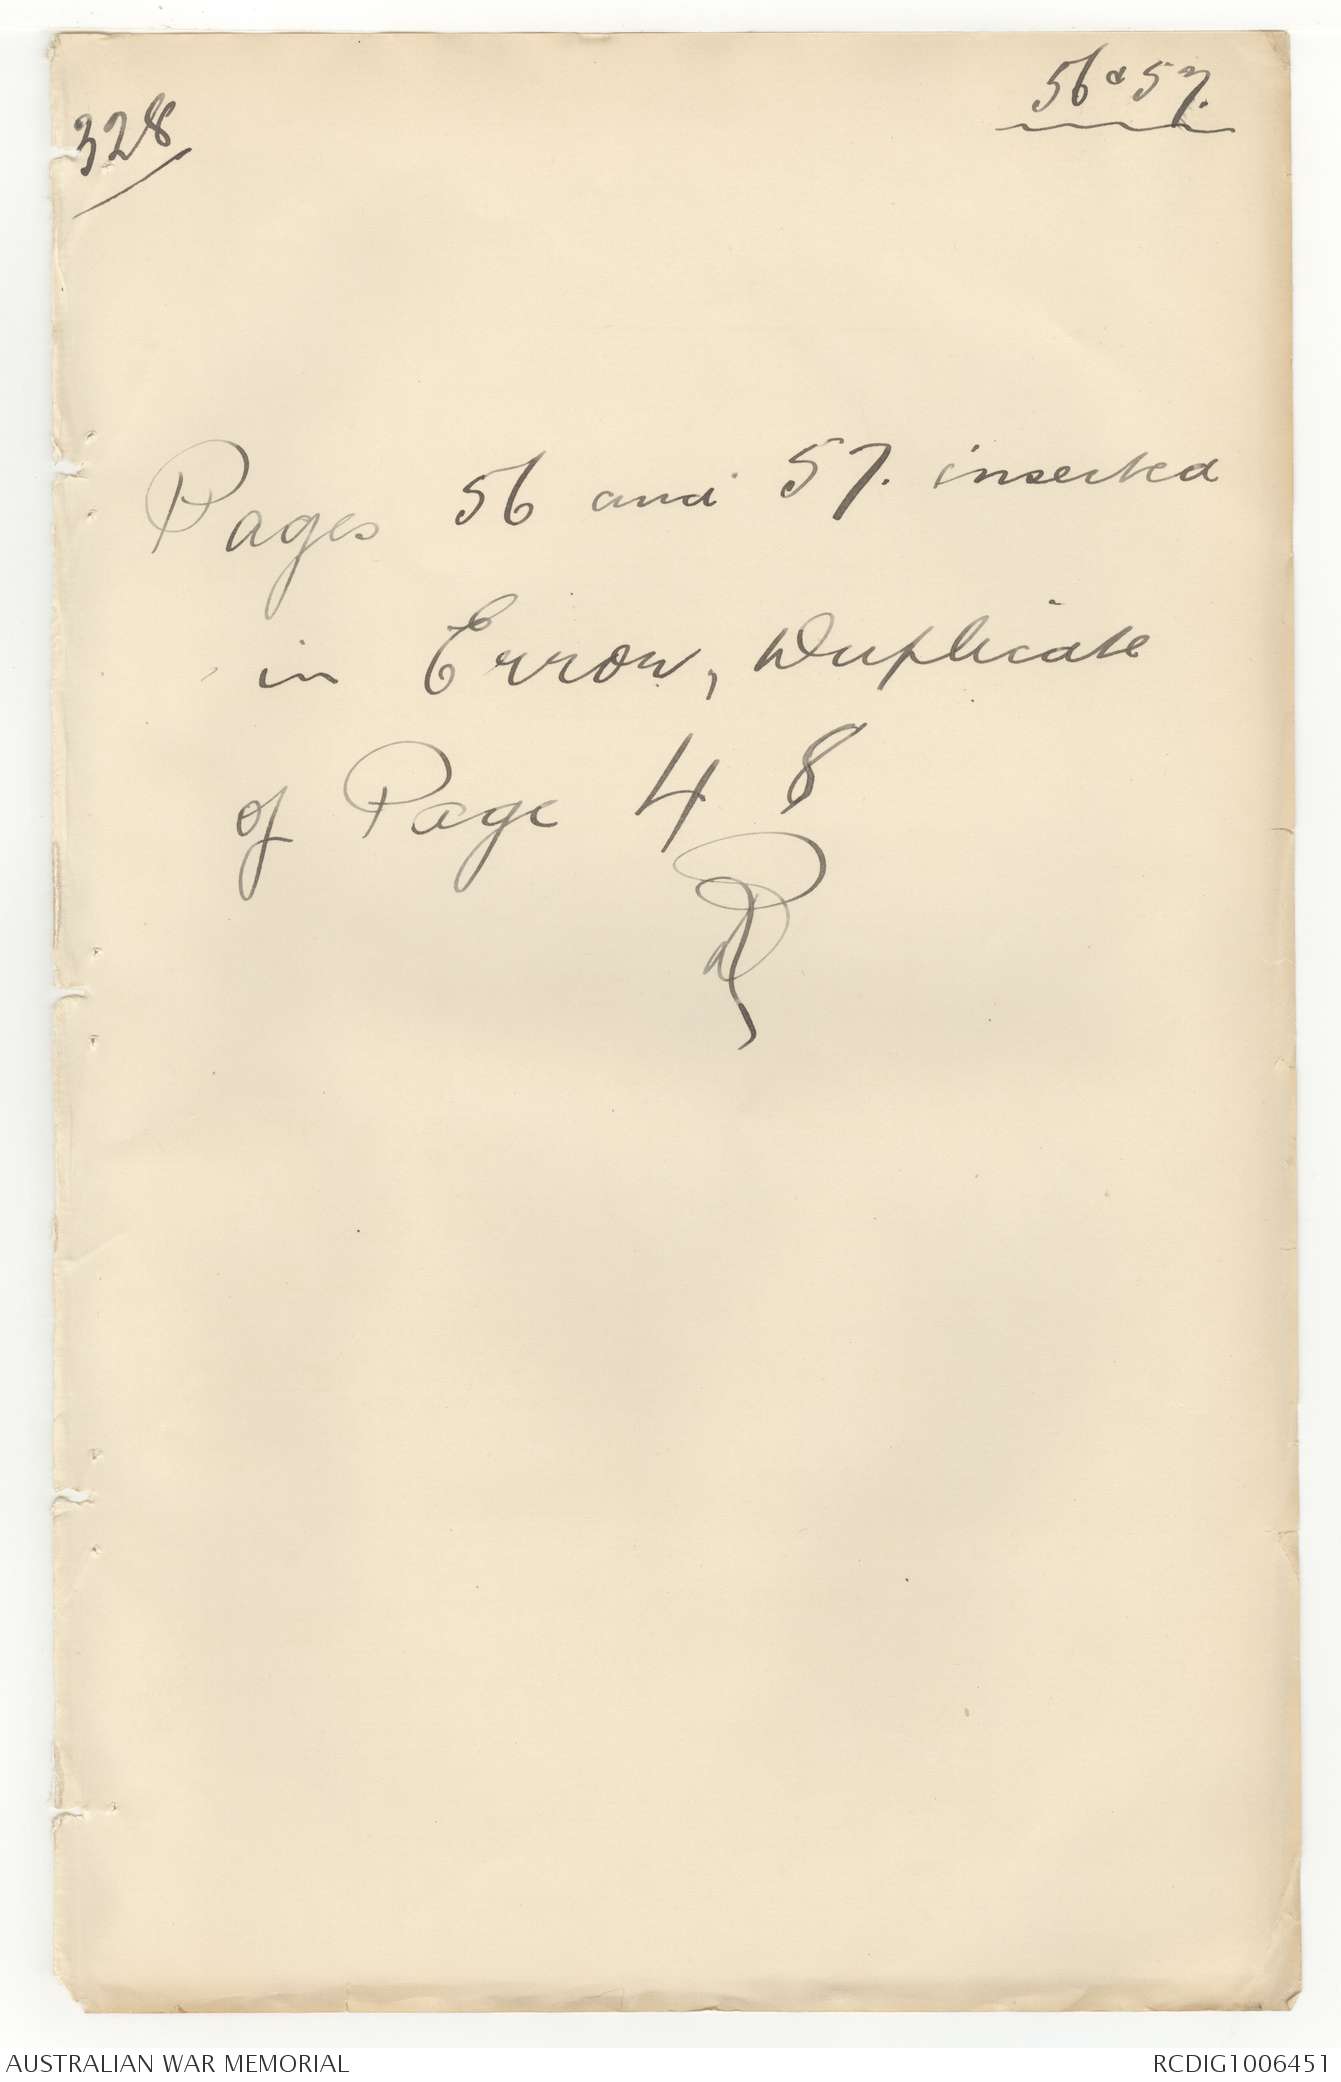 56 & 57.
328
Pages 56 and 57. inserted
in Error, Duplicate
of Page 48
AUSTRALIAN WAR MEMORIAL
RCDIG1006451